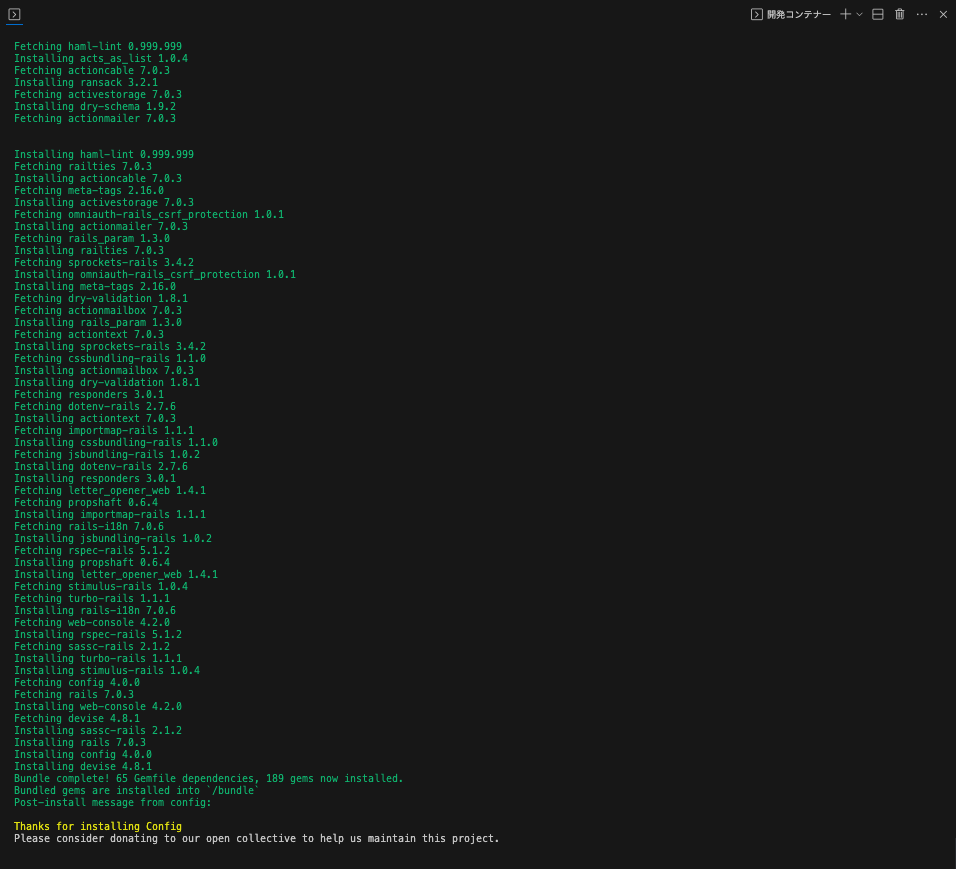 開発コンテナー
Fetching haml-lint 0.999.999
Installing acts_as_list 1.0.4
Fetching actioncable 7.0.3
Installing ransack 3.2.1
Fetching activestorage 7.0.3
Installing dry-schema 1.9.2
Fetching actionmailer 7.0.3
Installing haml-lint 0.999.999
Fetching railties 7.0.3
Installing actioncable 7.0.3
Fetching meta-tags 2.16.0
Installing activestorage 7.0.3
Fetching omniauth-rails_csrf_protection 1.0.1
Installing actionmailer 7.0.3
Fetching rails_param 1.3.0
Installing railties 7.0.3
Fetching sprockets-rails 3.4.2
Installing omniauth-rails_csrf_protection 1.0.1
Installing meta-tags 2.16.0
Fetching dry-validation 1.8.1
Fetching actionmailbox 7.0.3
Installing rails_param 1.3.0
Fetching actiontext 7.0.3
Installing sprockets-rails 3.4.2
Fetching cssbundling-rails 1.1.0
Installing actionmailbox 7.0.3
Installing dry-validation 1.8.1
Fetching responders 3.0.1
Fetching dotenv-rails 2.7.6
Installing actiontext 7.0.3
Fetching importmap-rails 1.1.1
Installing cssbundling-rails 1.1.0
Fetching jsbundling-rails 1.0.2
Installing dotenv-rails 2.7.6
Installing responders 3.0.1
Fetching letter_opener_web 1.4.1
Fetching propshaft 0.6.4
Installing importmap-rails 1.1.1
Fetching rails-i18n 7.0.6
Installing jsbundling-rails 1.0.2
Fetching rspec-rails 5.1.2
Installing propshaft 0.6.4
Installing letter_opener_web 1.4.1
Fetching stimulus-rails 1.0.4
Fetching turbo-rails 1.1.1
Installing rails-i18n 7.0.6
Fetching web-console 4.2.0
Installing rspec-rails 5.1.2
Fetching sassc-rails 2.1.2
Installing turbo-rails 1.1.1
Installing stimulus-rails 1.0.4
Fetching config 4.0.0
Fetching rails 7.0.3
Installing web-console 4.2.0
Fetching devise 4.8.1
Installing sassc-rails 2.1.2
Installing rails 7.0.3
Installing config 4.0.0
Installing devise 4.8.1
Bundle complete! 65 Gemfile dependencies, 189 gems now installed.
Bundled gems are installed into `/bundle`
Post-install message from config:
Thanks for installing Config
Please consider donating to our open collective to help us maintain this project.